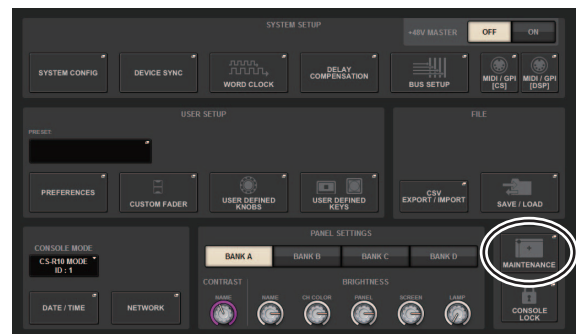 SYSTEM SETUP
+48V MASTER
OFF
ON
SYSTEM CONFIG
DEVICE SYNC
WORD CLOCK
DELAY
COMPENSATION
BUS SETUP
MIDI / GPI
[CS]
MIDI / GPI
[DSP]
USER SETUP
FILE
PRESET
PREFERENCES
CUSTOM FADER
USER DEFINED
KNOBS
USER DEFINED
KEYS
CSV
EXPORT / IMPORT
SAVE / LOAD
CONSOLE MODE
CS-R10 MODE
ID : 1
DATE / TIME
NETWORK
PANEL SETTINGS
BANK A
BANK B
BANK C
BANK D
CONTRAST
BRIGHTNESS
NAME
NAME
CH COLOR
PANEL
SCREEN
LAMP
MAINTENANCE
CONSOLE
LOCK